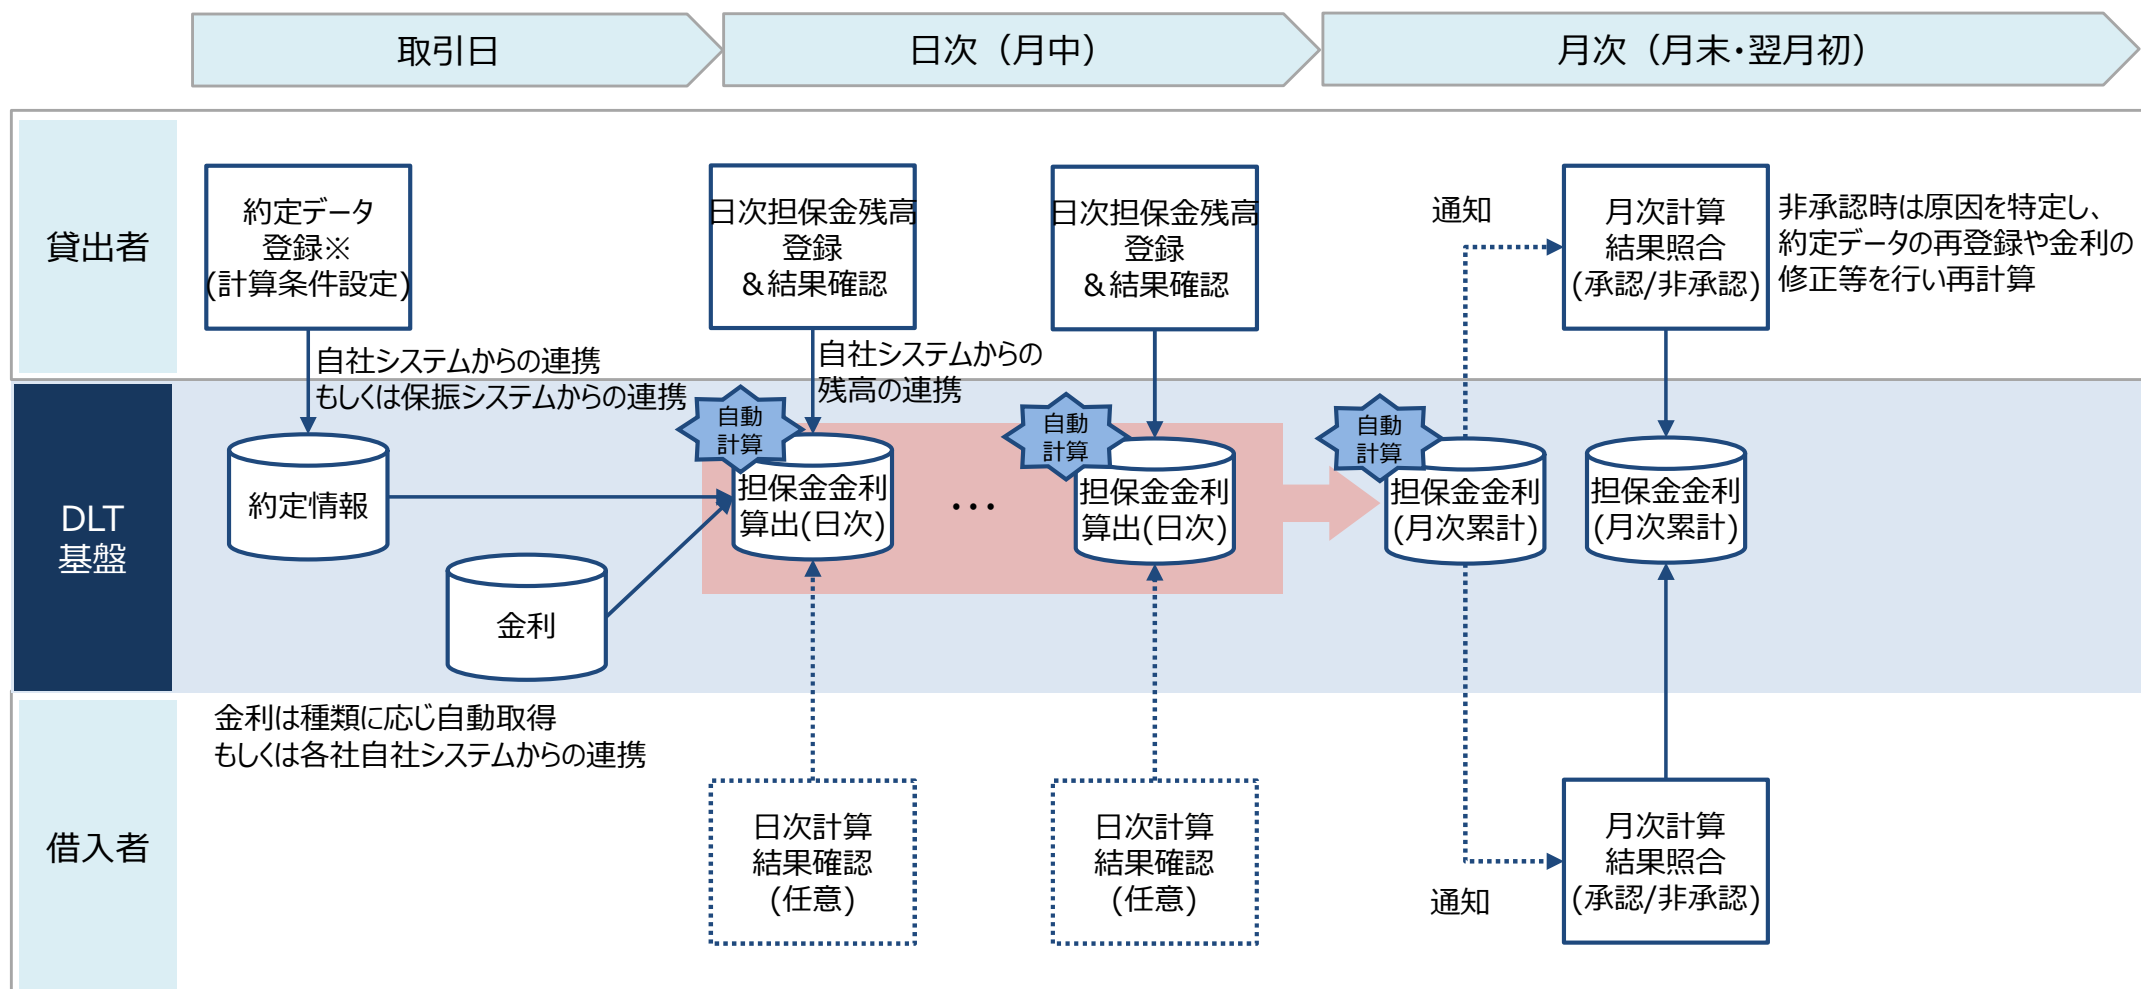 取引日
日次（月中）
月次（月末・翌月初）
貸出者
約定データ
登録※
(計算条件設定)
日次担保金残高
登録
＆結果確認
日次担保金残高
登録
＆結果確認
通知
月次計算
結果照合
(承認/非承認)
非承認時は原因を特定し、
約定データの再登録や金利の
修正等を行い再計算
自社システムからの連携
もしくは保振システムからの連携
自社システムからの
残高の連携
DLT
基盤
約定情報
金利
自動
計算
担保金金利
算出(日次)
…
自動
計算
担保金金利
算出(日次)
自動
計算
担保金金利
(月次累計)
担保金金利
(月次累計)
借入者
金利は種類に応じ自動取得
もしくは各社自社システムからの連携
日次計算
結果確認
(任意)
日次計算
結果確認
(任意)
通知
月次計算
結果照合
(承認/非承認)